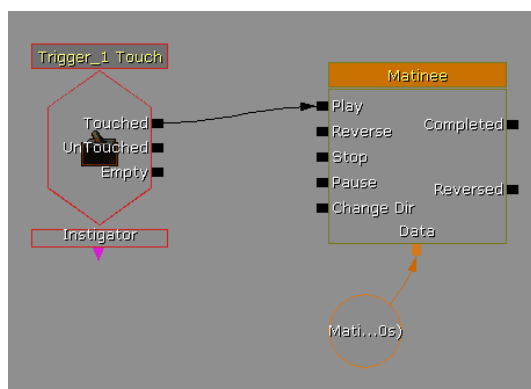 Trigger_1 Touch
Touched
UnTouched
Empty
Instigator
Matinee
Play
Reverse
Stop
Pause
Change Dir
Completed
Reversed
Data
Mati...0s)